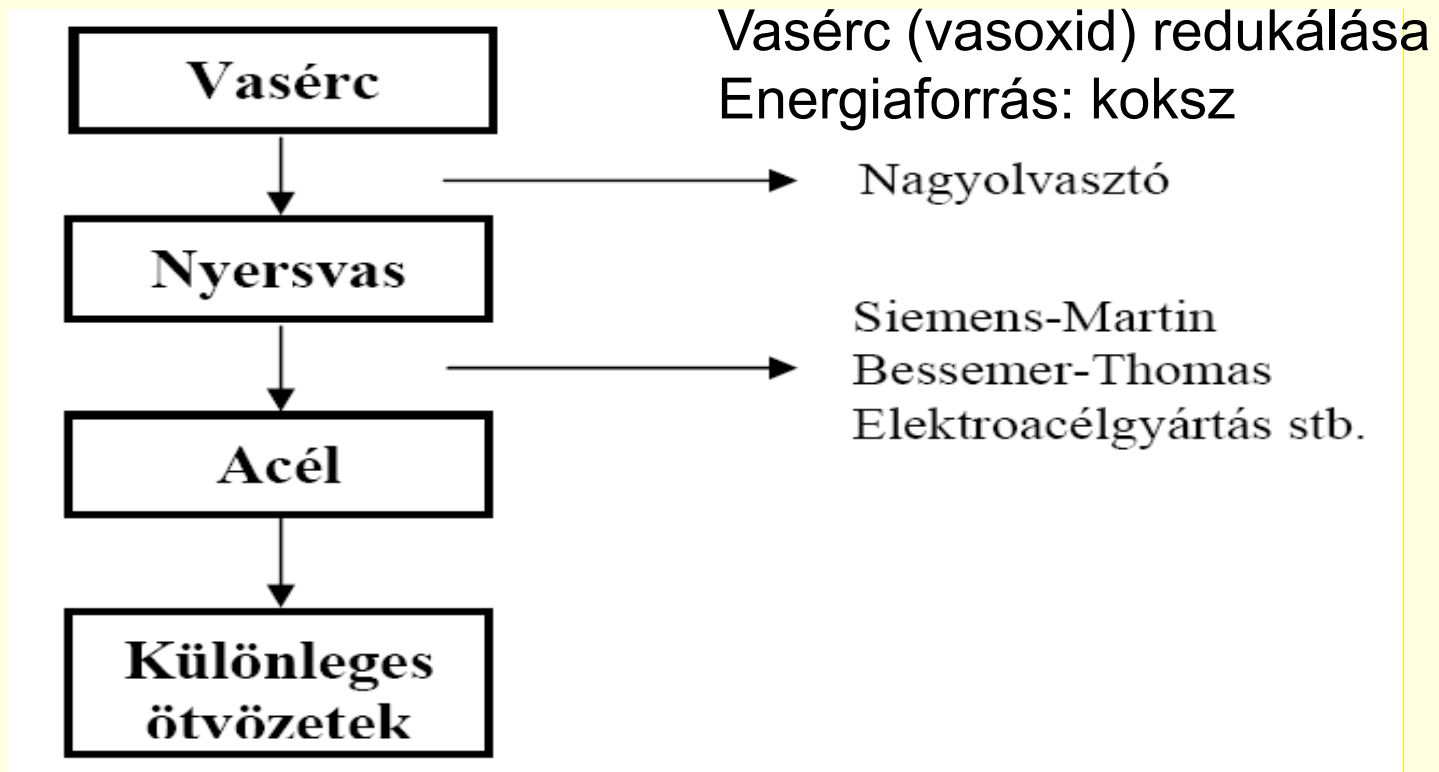 Vasérc (vasoxid) redukálása
Energiaforrás: koksz
Vasérc
Nagyolvasztó
Nyersvas
Siemens-Martin
Bessemer-Thomas
Elektroacélgyártás stb.
Acél
Különleges
ötvözetek